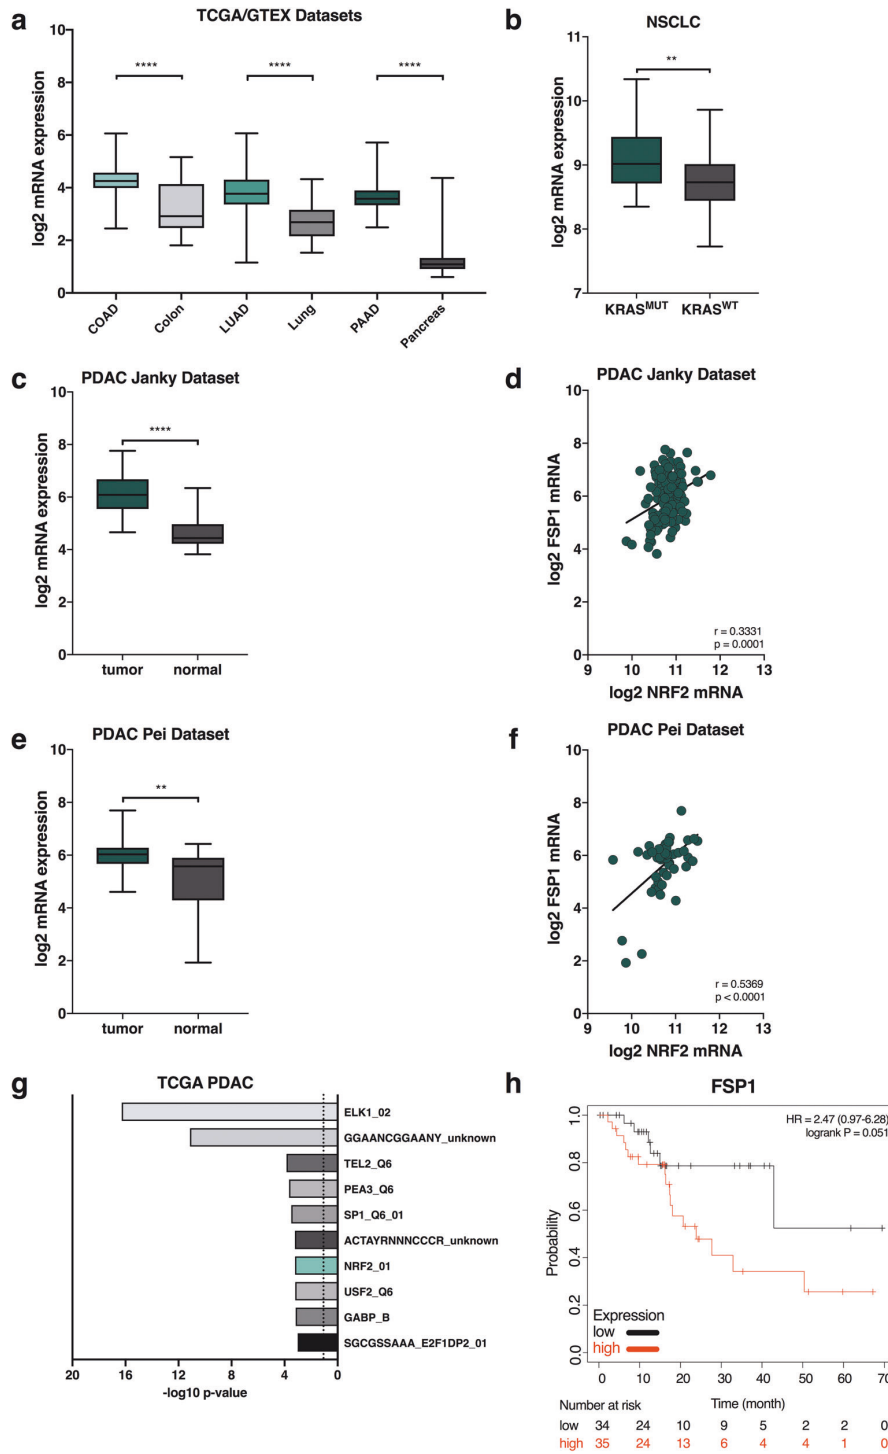 a
TCGA/GTEX Datasets
log2 mRNA expression
10
8
6
4
2
0
****
****
****
COAD
Colon
LUAD
Lung
PAAD
Pancreas
b
NSCLC
log2 mRNA expression
11
10
9
8
7
**
KRASMUT
KRASWT
c
PDAC Janky Dataset
log2 mRNA expression
10
8
6
4
2
0
****
tumor
normal
d
PDAC Janky Dataset
log2 FSP1 mRNA
10
8
6
4
2
0
r = 0.3331
p = 0.0001
9 10 11 12 13
log2 NRF2 mRNA
e
PDAC Pei Dataset
log2 mRNA expression
10
8
6
4
2
0
**
tumor
normal
f
PDAC Pei Dataset
log2 FSP1 mRNA
10
8
6
4
2
0
r = 0.5369
p < 0.0001
9 10 11 12 13
log2 NRF2 mRNA
g
TCGA PDAC
ELK1_02
GGAANCGGAANY_unknown
TEL2_Q6
PEA3_Q6
SP1_Q6_01
ACTAYRNNNCCCR_unknown
NRF2_01
USF2_Q6
GABP_B
SGCGSSAAA_E2F1DP2_01
20 16 12 8 4 0
-log10 p-value
h
FSP1
HR = 2.47 (0.97-6.28)
logrank P = 0.051
Probability
1.0
0.8
0.6
0.4
0.2
0.0
Expression
low
high
0 10 20 30 40 50 60 70
Number at risk
Time (month)
low 34 24 10 9 5 2 2 0
high 35 24 13 6 4 4 1 0